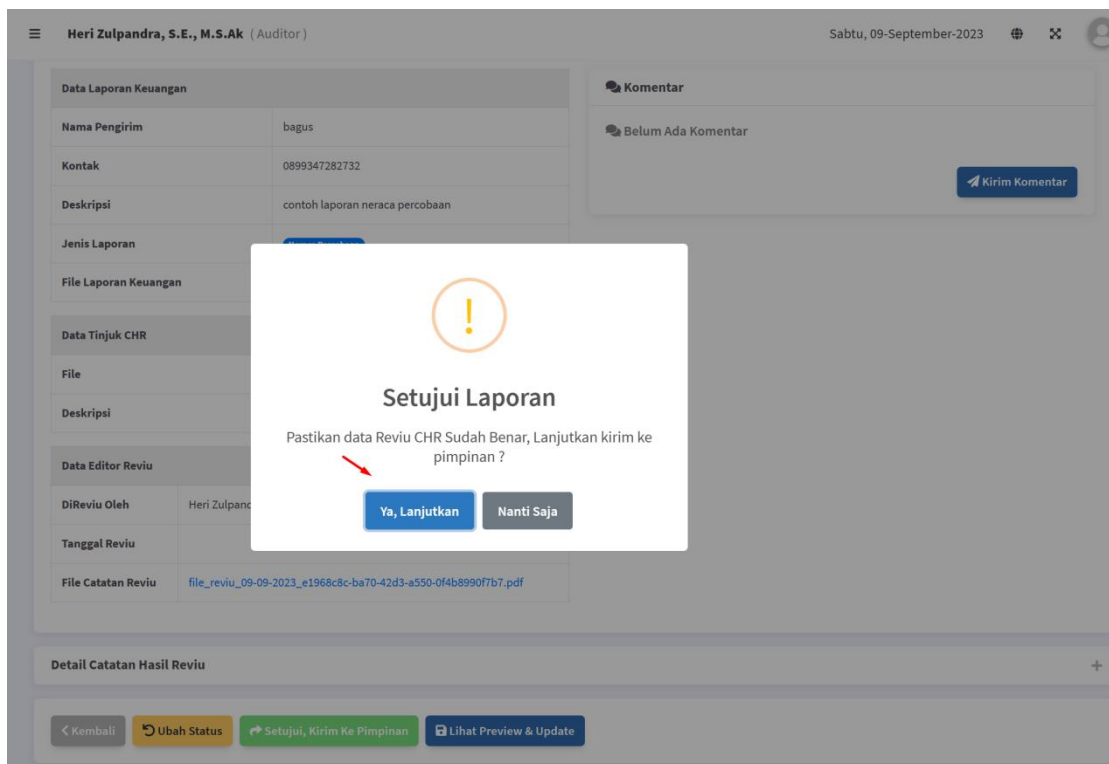 Heri Zulpandra, S.E., M.S.Ak ( Auditor )
Sabtu, 09-September-2023
Data Laporan Keuangan
Nama Pengirim bagus
Kontak 0899347282732
Deskripsi contoh laporan neraca percobaan
Jenis Laporan
File Laporan Keuangan
Data Tinjuk CHR
File
Deskripsi
Data Editor Reviu
DiReviu Oleh Heri Zulpand
Tanggal Reviu
File Catatan Reviu file_reviu_09-09-2023_e1968c8c-ba70-42d3-a550-0f4b8990f7b7.pdf
Komentar
Belum Ada Komentar
Kirim Komentar
!
Setujui Laporan
Pastikan data Reviu CHR Sudah Benar, Lanjutkan kirim ke
pimpinan ?
Ya, Lanjutkan Nanti Saja
Detail Catatan Hasil Reviu +
Kembali Ubah Status Setujui, Kirim Ke Pimpinan Lihat Preview & Update